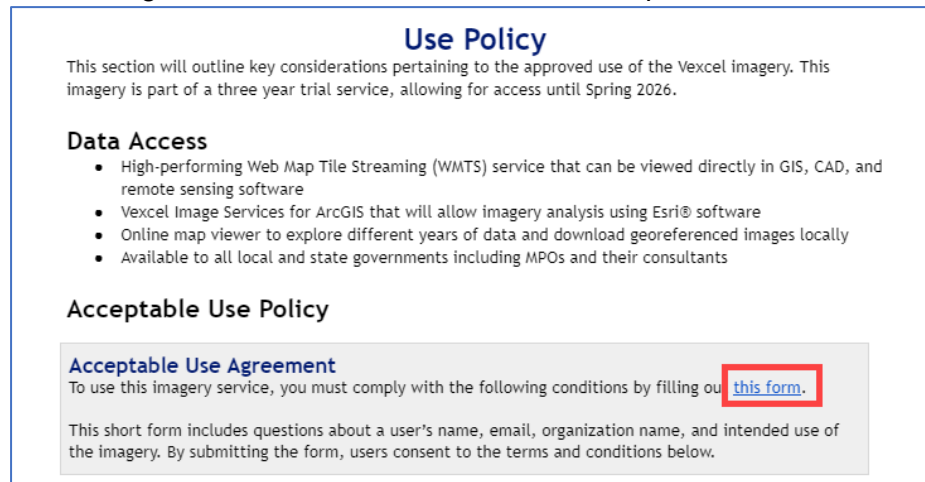 Use Policy
This section will outline key considerations pertaining to the approved use of the Vexcel imagery. This
imagery is part of a three year trial service, allowing for access until Spring 2026.
Data Access
• High-performing Web Map Tile Streaming (WMTS) service that can be viewed directly in GIS, CAD, and
remote sensing software
• Vexcel Image Services for ArcGIS that will allow imagery analysis using Esri® software
• Online map viewer to explore different years of data and download georeferenced images locally
• Available to all local and state governments including MPOs and their consultants
Acceptable Use Policy
Acceptable Use Agreement
To use this imagery service, you must comply with the following conditions by filling ou this form.
This short form includes questions about a user's name, email, organization name, and intended use of
the imagery. By submitting the form, users consent to the terms and conditions below.